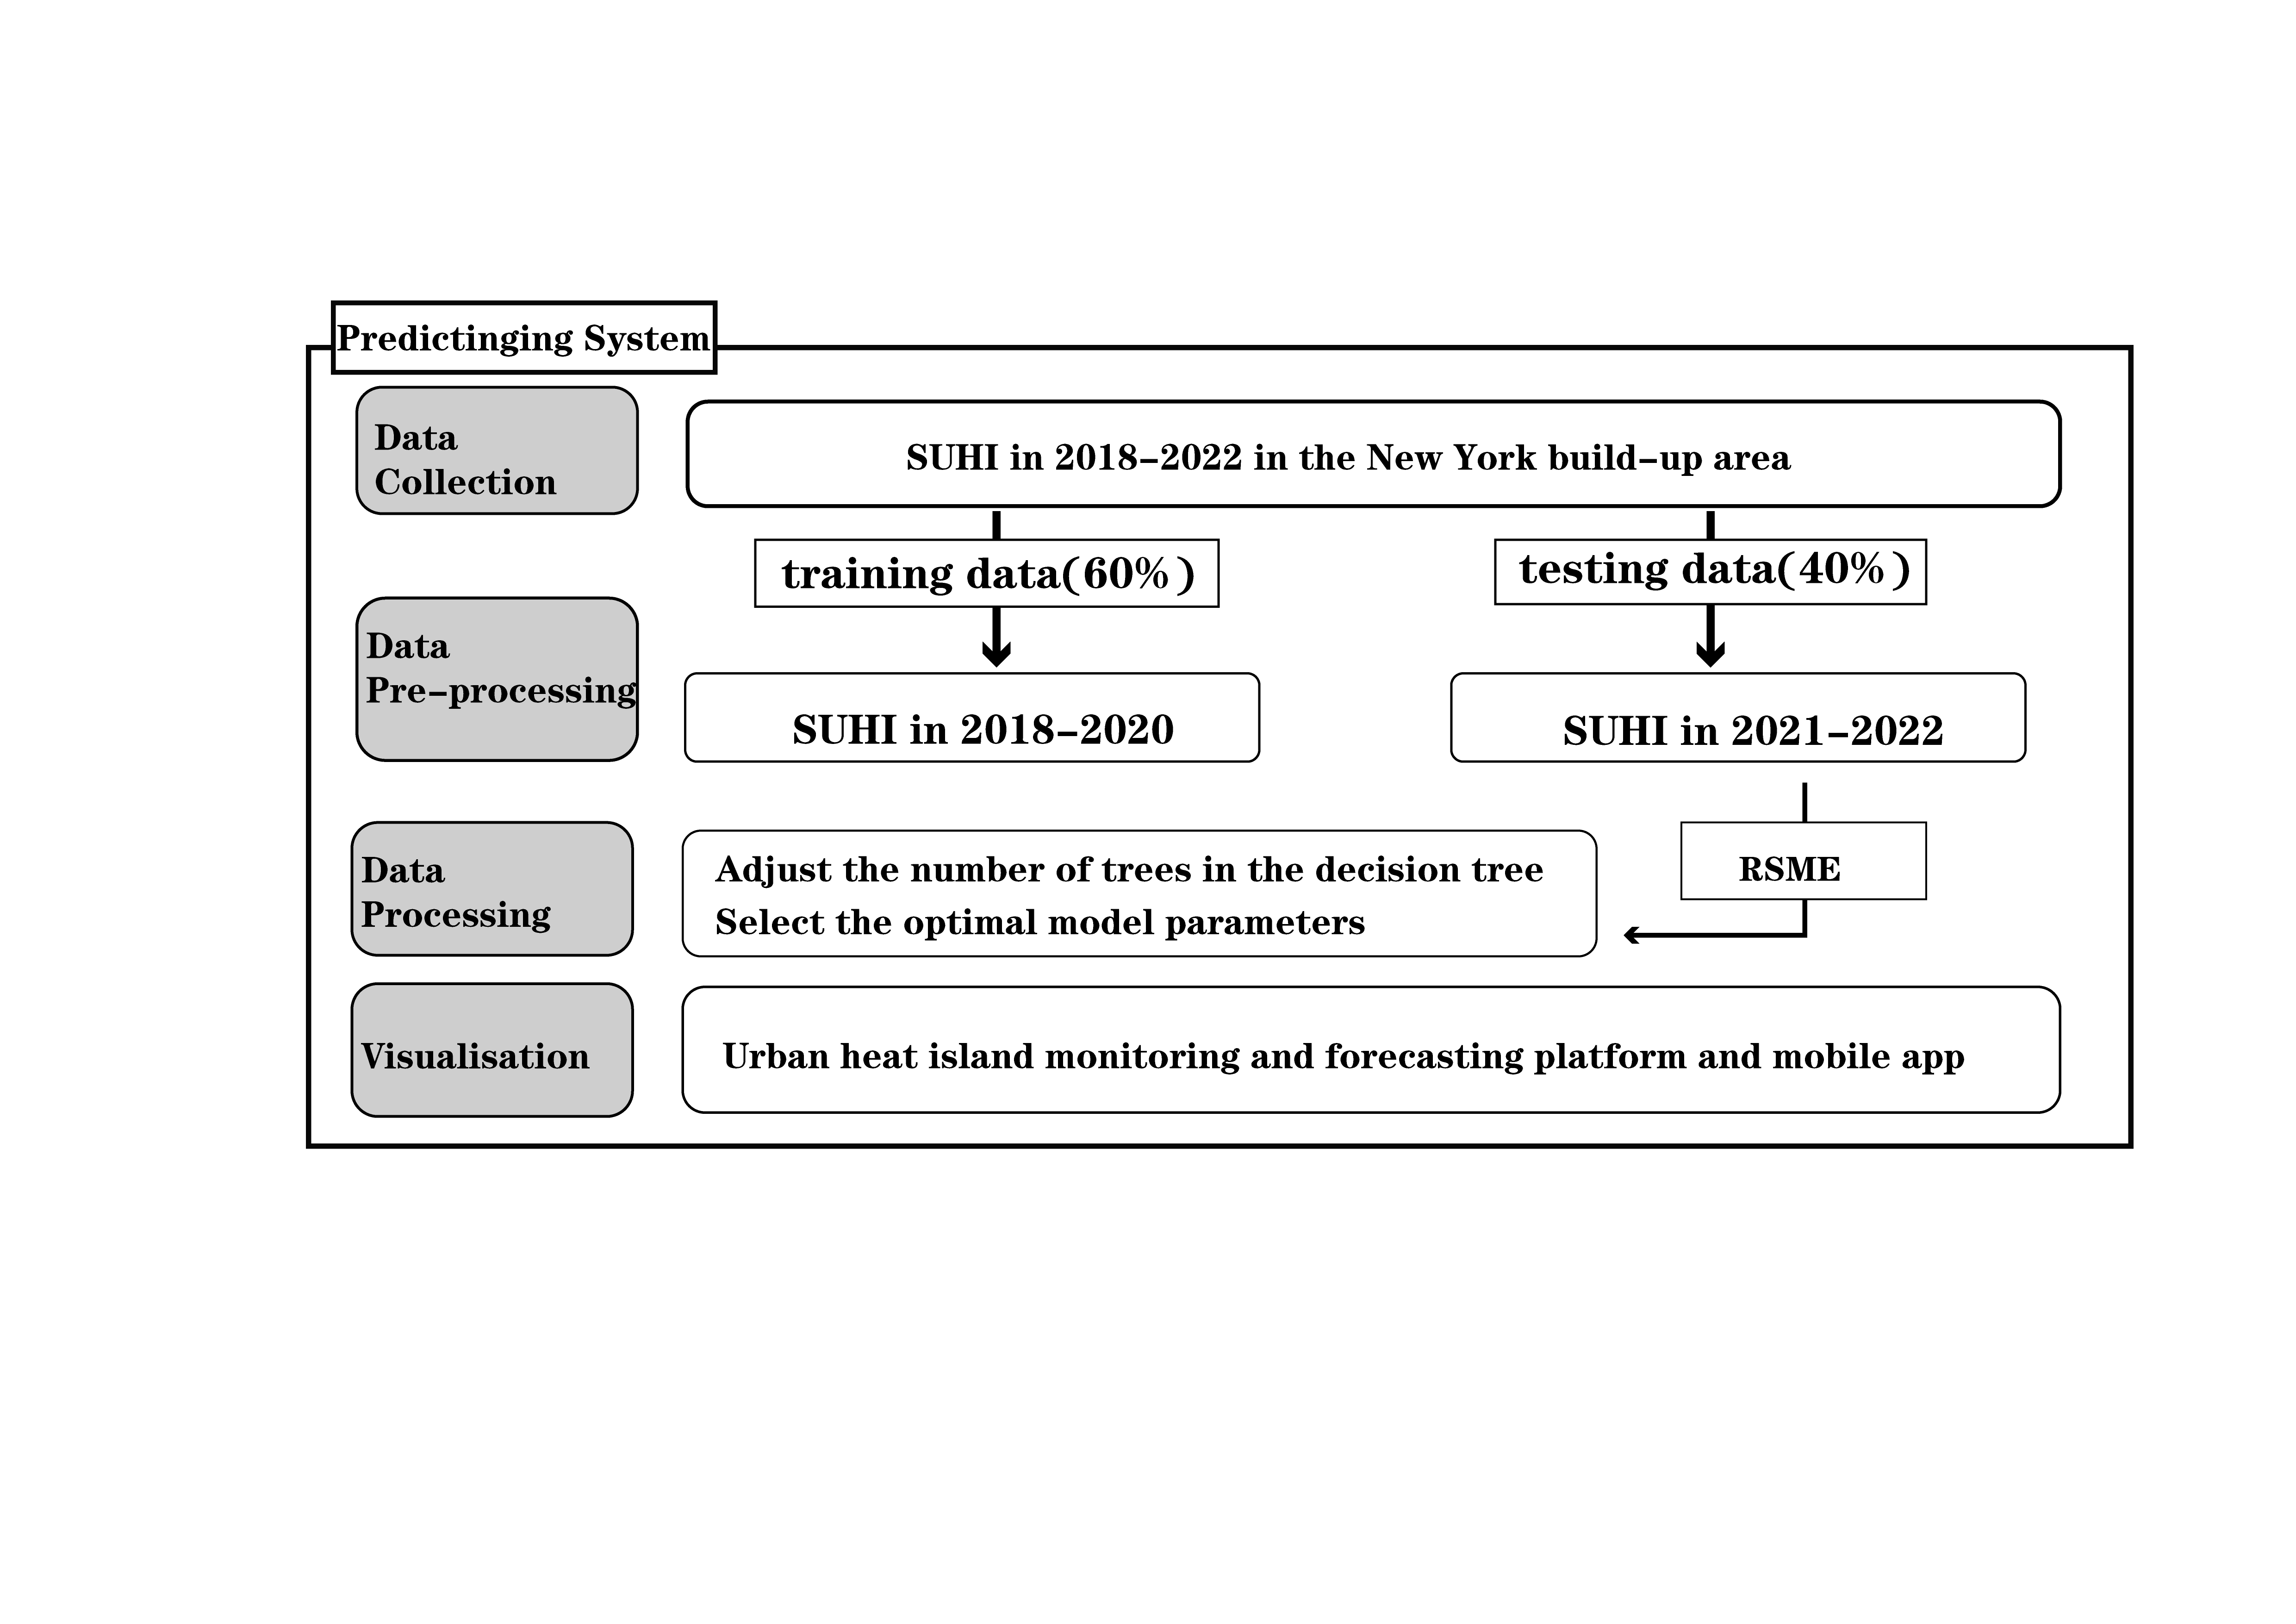 Predictinging System
Data
Collection
SUHI in 2018–2022 in the New York build–up area
training data(60%)
testing data(40%)
Data
Pre–processing
SUHI in 2018–2020
SUHI in 2021–2022
Data
Processing
Adjust the number of trees in the decision tree
Select the optimal model parameters
RSME
Visualisation
Urban heat island monitoring and forecasting platform and mobile app